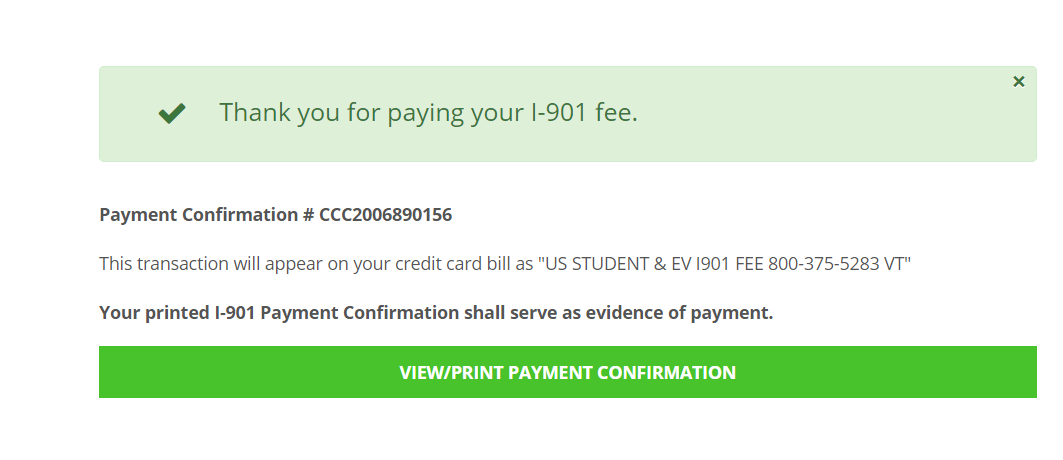 Thank you for paying your I-901 fee.
Payment Confirmation # CCC2006890156
This transaction will appear on your credit card bill as "US STUDENT & EV I901 FEE 800-375-5283 VT"
Your printed I-901 Payment Confirmation shall serve as evidence of payment.
VIEW/PRINT PAYMENT CONFIRMATION